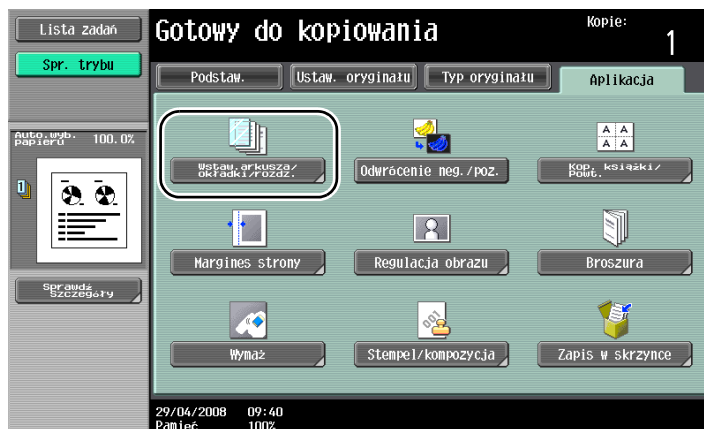 Lista zadań
Spr. trybu
Gotowy do kopiowania
Kopie:
1
Podstaw.
Ustaw. oryginału
Typ oryginału
Aplikacja
Auto.wyb.
papieru
100.0%
1
Sprawdź
Szczegóły
Wstaw.arkusza/
okładki/rozdz.
Odwrócenie neg./poz.
A A
A A
Kop. książki/
Powt.
Margines strony
Regulacja obrazu
Broszura
Wymaż
001
Stempel/kompozycja
Zapis w skrzynce
29/04/2008 09:40
Pamięć 100%